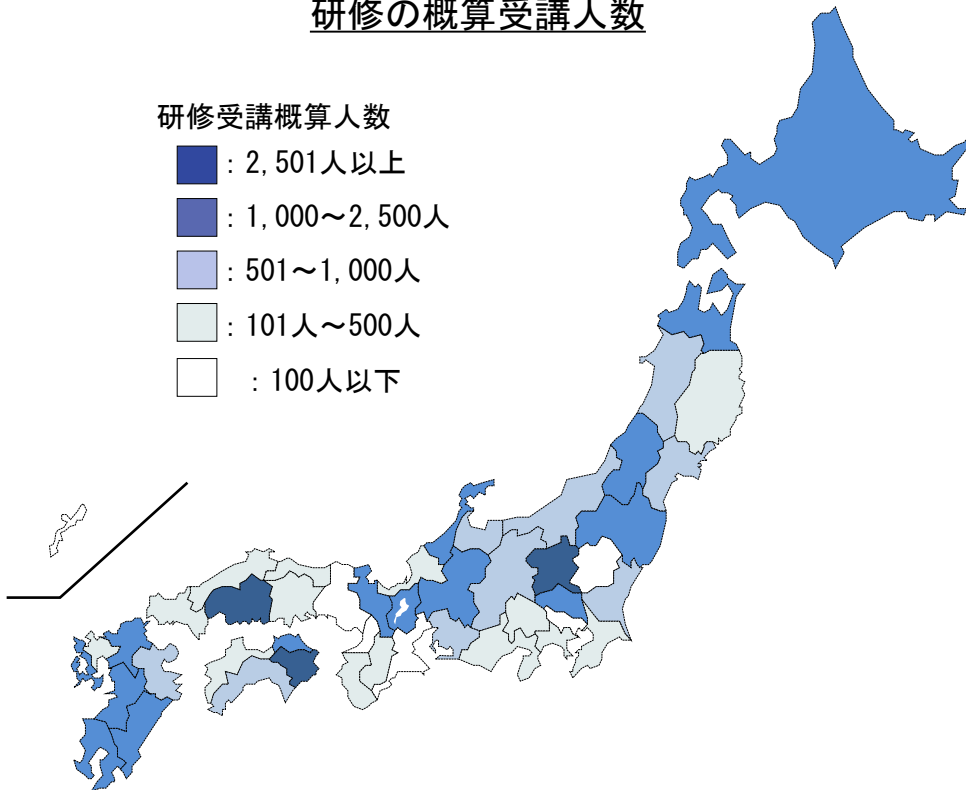 研修の概算受講人数
研修受講概算人数
: 2,501人以上
: 1,000～2,500人
: 501～1,000人
: 101人～500人
: 100人以下